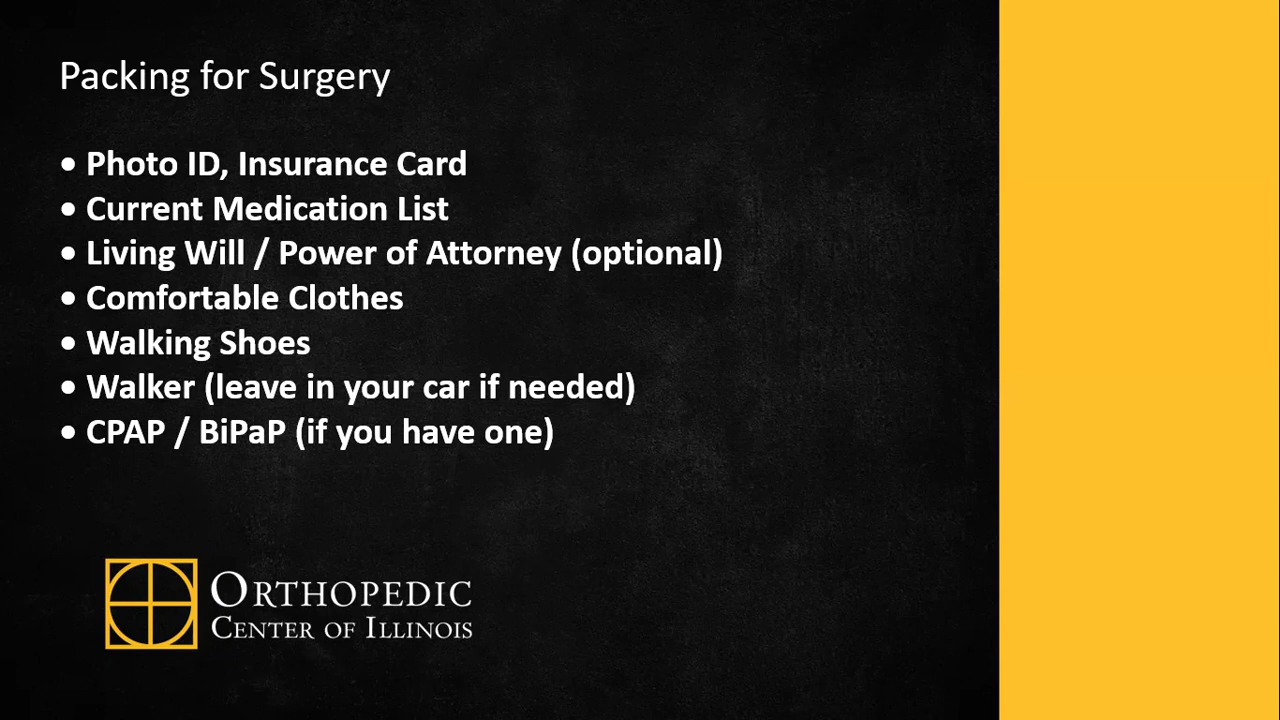 Packing for Surgery
• Photo ID, Insurance Card
• Current Medication List
• Living Will / Power of Attorney (optional)
• Comfortable Clothes
• Walking Shoes
• Walker (leave in your car if needed)
• CPAP / BiPaP (if you have one)
ORTHOPEDIC
CENTER OF ILLINOIS